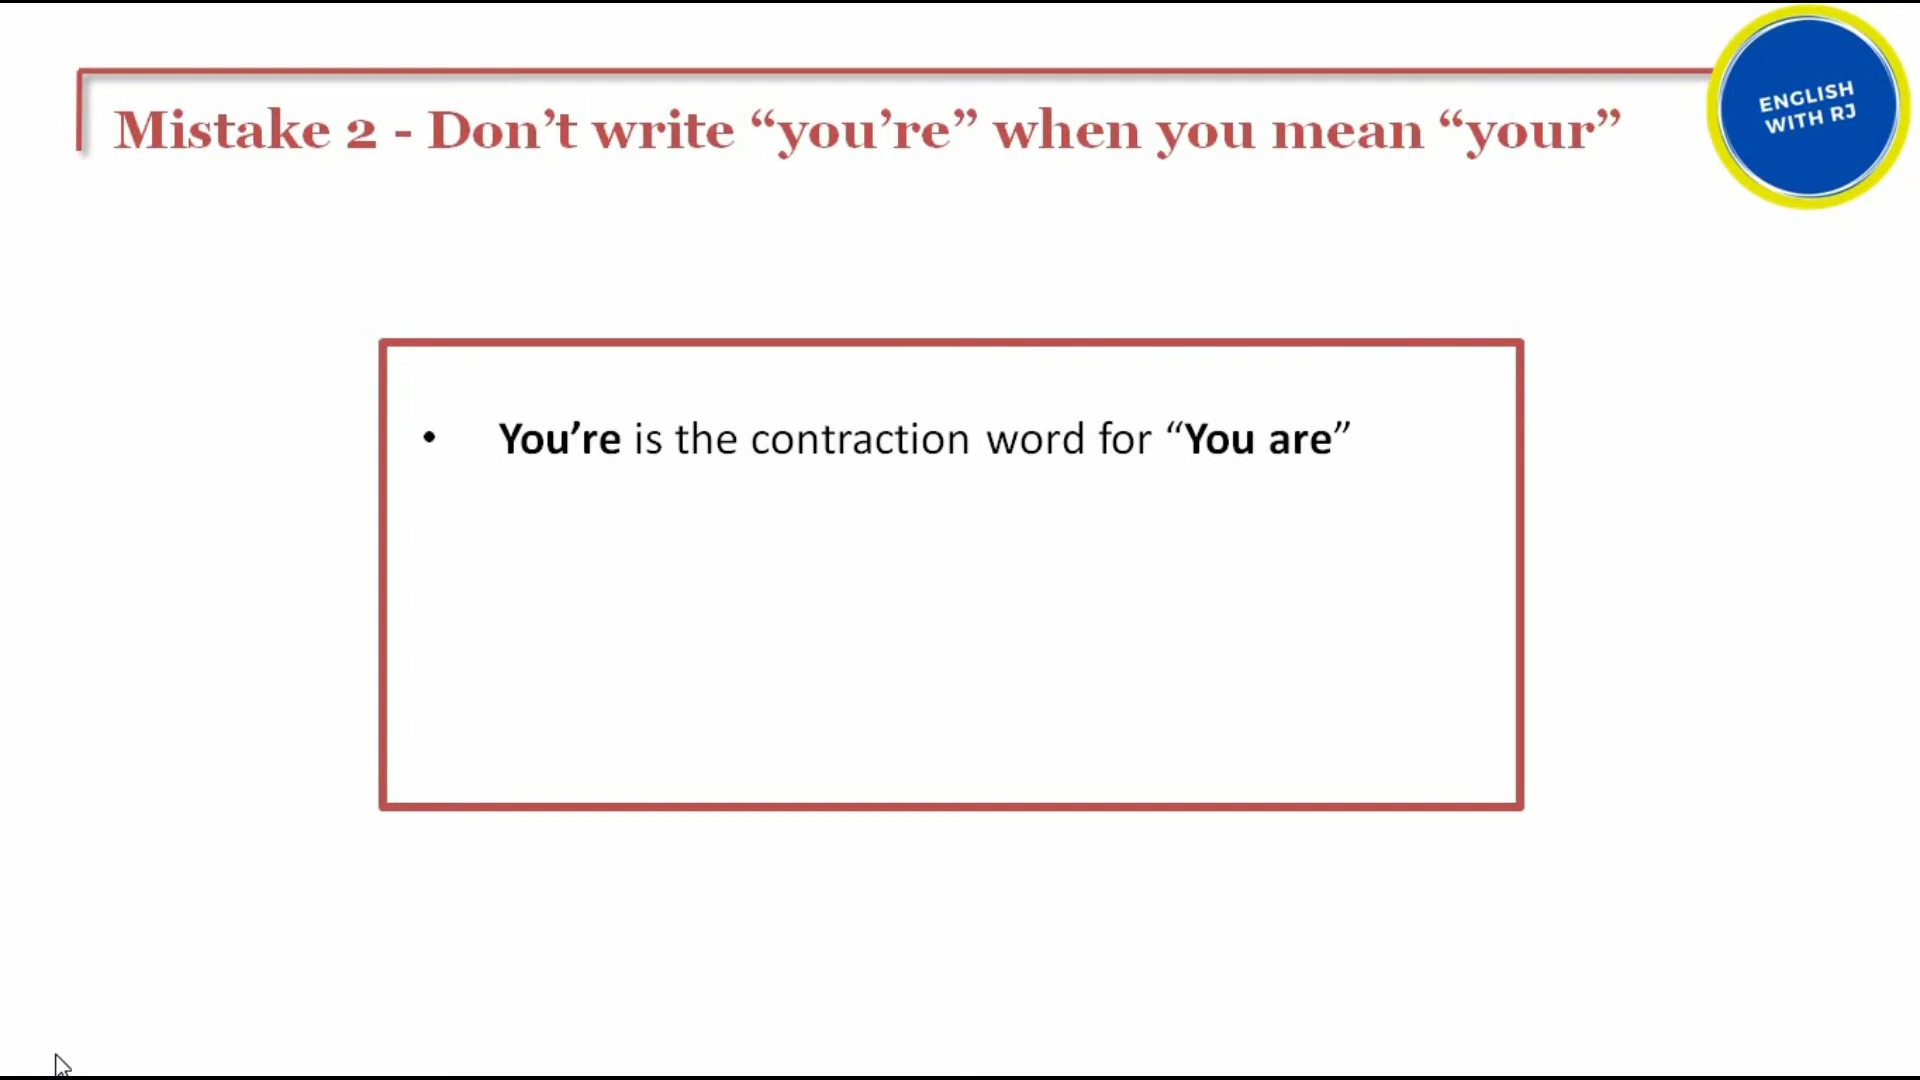 Mistake 2 - Don’t write “you’re” when you mean “your”
ENGLISH
WITH RJ
• You’re is the contraction word for “You are”